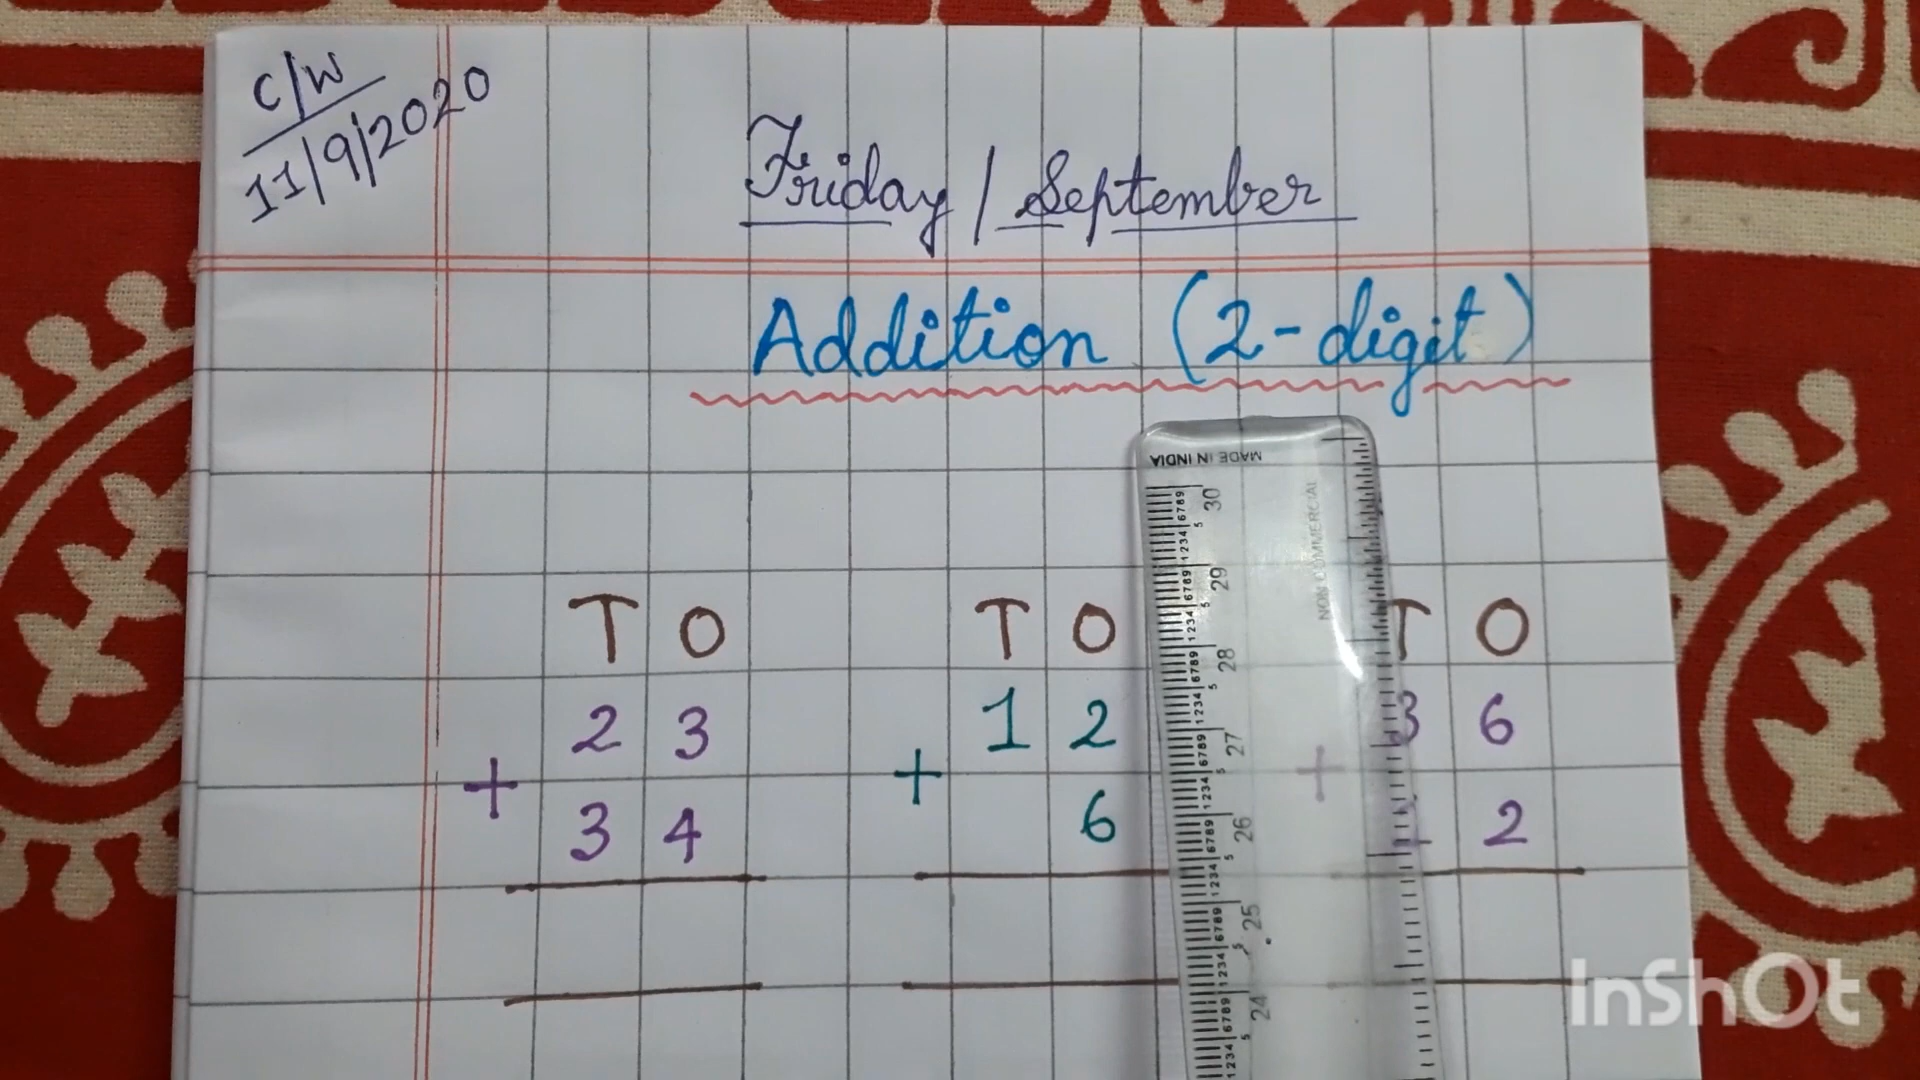 C/W
11/9/2020
Friday / September
Addition (2-digit)
MADE IN INDIA
NON COMMERCIAL
30
29
28
27
26
25
24
T O T O T O
2 3 1 2 3 6
+ + +
3 4 6 2
InShOt